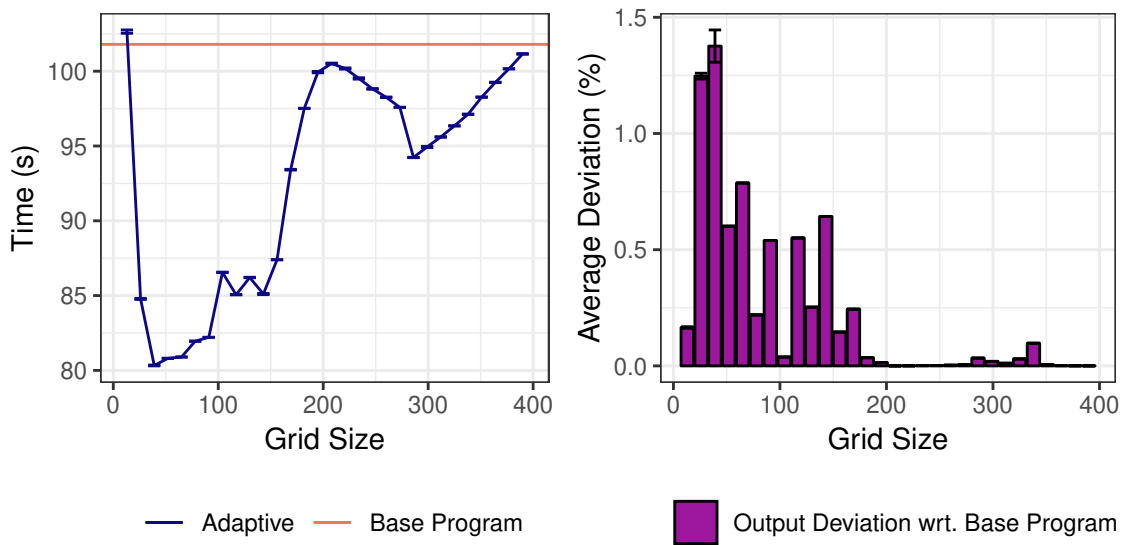 Time (s)
100
95
90
85
80
0 100 200 300 400
Grid Size
Adaptive
Base Program
Average Deviation (%)
1.5
1.0
0.5
0.0
0 100 200 300 400
Grid Size
Output Deviation wrt. Base Program